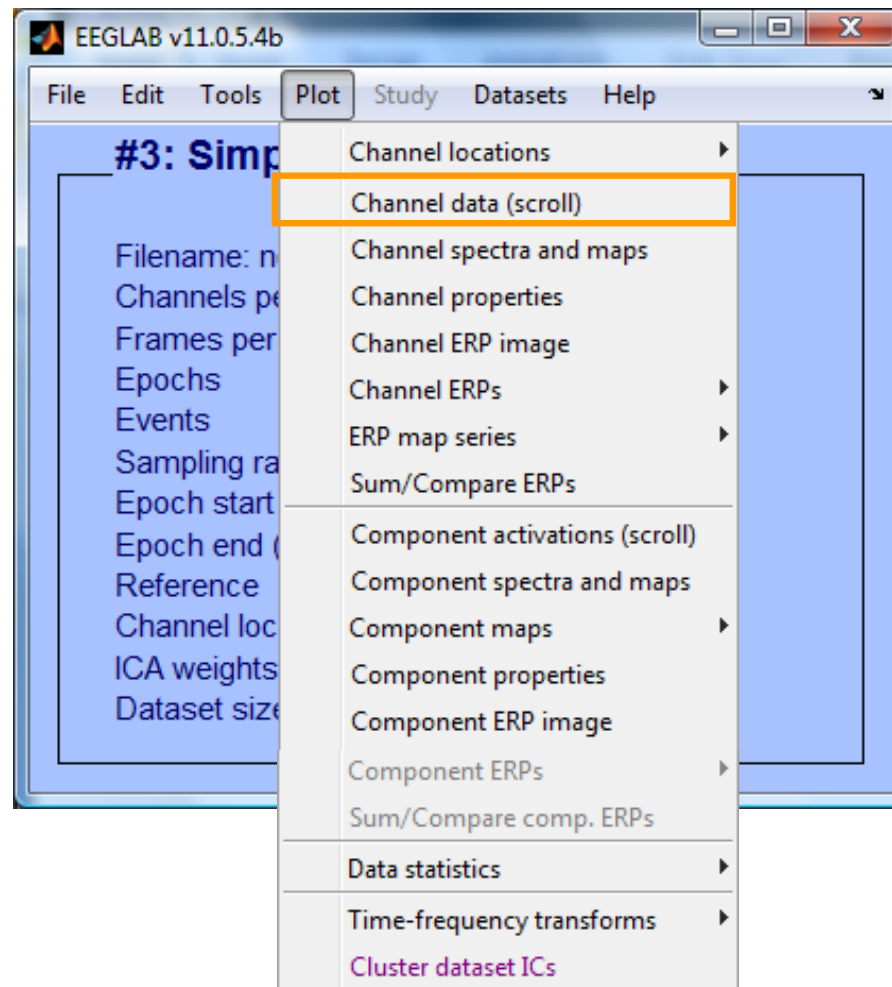 EEGLAB v11.0.5.4b
File Edit Tools Plot Study Datasets Help
#3: Simp
Filename: n
Channels pe
Frames per
Epochs
Events
Sampling ra
Epoch start
Epoch end (
Reference
Channel loc
ICA weights
Dataset size
Channel locations
Channel data (scroll)
Channel spectra and maps
Channel properties
Channel ERP image
Channel ERPs
ERP map series
Sum/Compare ERPs
Component activations (scroll)
Component spectra and maps
Component maps
Component properties
Component ERP image
Component ERPs
Sum/Compare comp. ERPs
Data statistics
Time-frequency transforms
Cluster dataset ICs